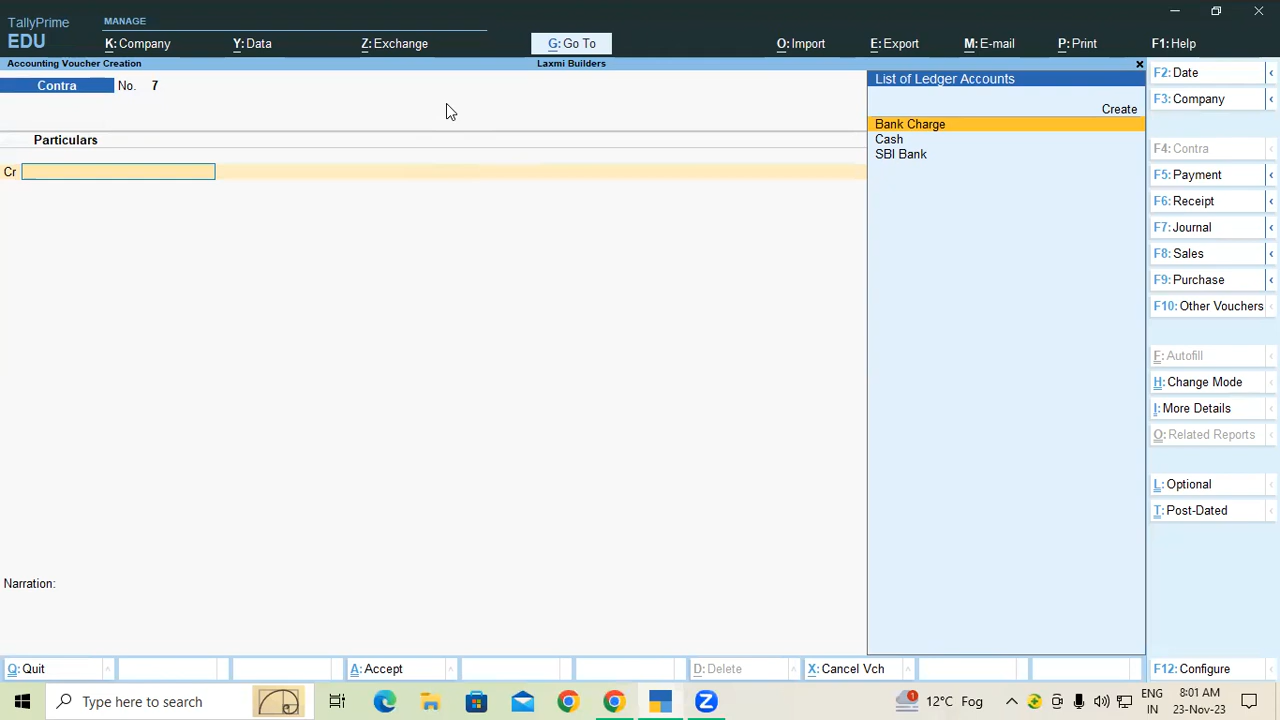 TallyPrime
MANAGE
EDU
K: Company
Y: Data
Z: Exchange
G: Go To
O: Import
E: Export
M: E-mail
P: Print
F1: Help
Accounting Voucher Creation
Laxmi Builders
Contra
No.
7
Particulars
Cr
Narration:
List of Ledger Accounts
Create
Bank Charge
Cash
SBI Bank
F2: Date
F3: Company
F4: Contra
F5: Payment
F6: Receipt
F7: Journal
F8: Sales
F9: Purchase
F10: Other Vouchers
F: Autofill
H: Change Mode
I: More Details
O: Related Reports
L: Optional
T: Post-Dated
Q: Quit
A: Accept
D: Delete
X: Cancel Vch
F12: Configure
Type here to search
1
12°C Fog
ENG
IN
8:01 AM
23-Nov-23